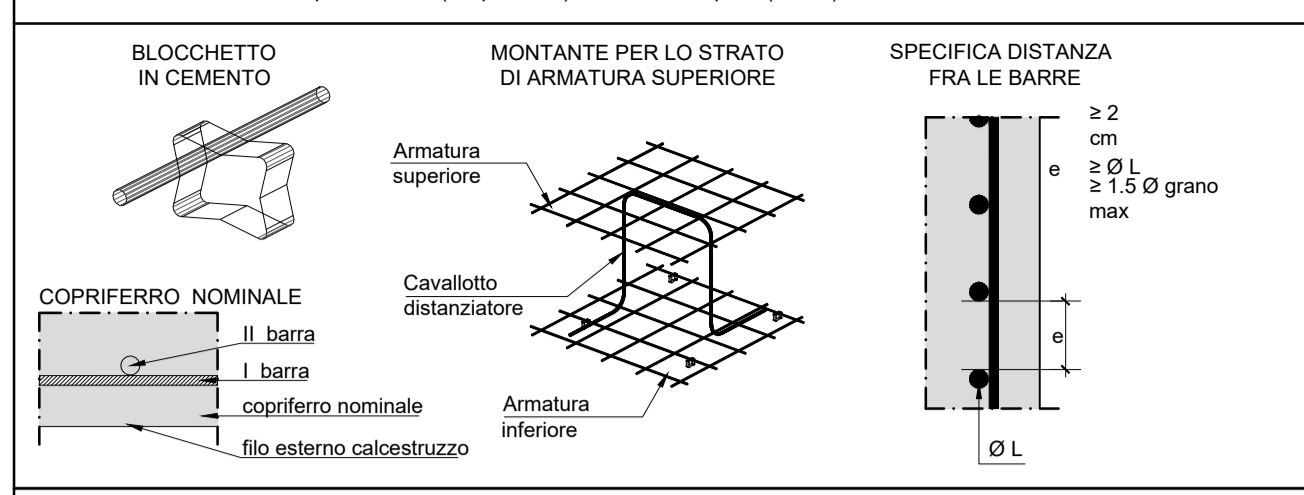 BLOCCHETTO
IN CEMENTO
MONTANTE PER LO STRATO
DI ARMATURA SUPERIORE
SPECIFICA DISTANZA
FRA LE BARRE
Armatura
superiore
Cavallotto
distanziatore
Armatura
inferiore
COPRIFERRO NOMINALE
II barra
I barra
copriferro nominale
filo esterno calcestruzzo
e
≥ 2
cm
≥ Ø L
≥ 1.5 Ø grano
max
e
Ø L